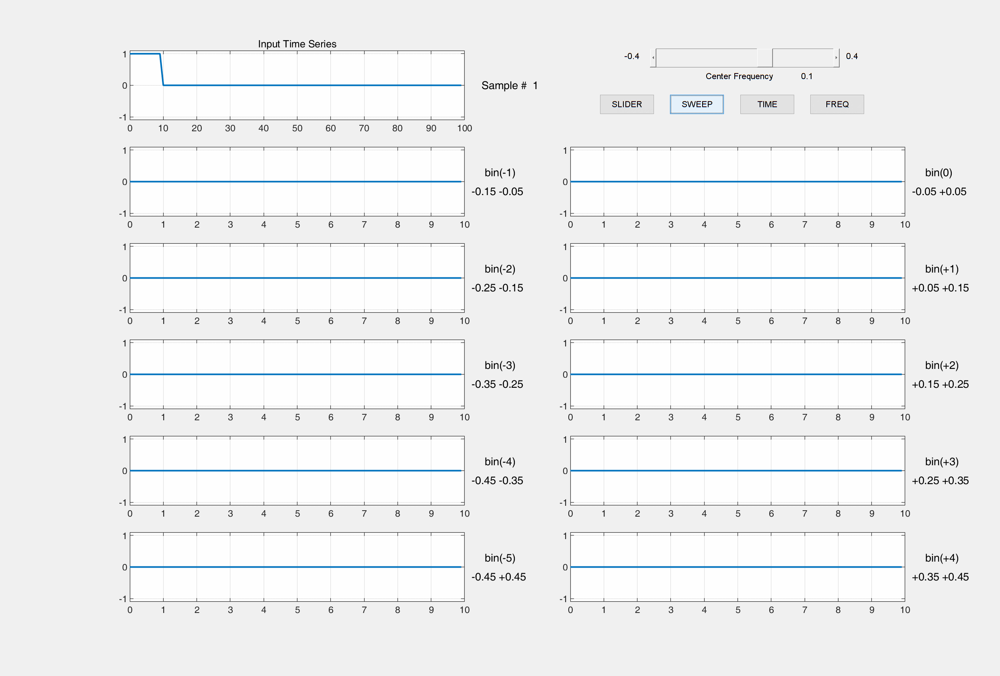 Input Time Series
1
0
-1
0 10 20 30 40 50 60 70 80 90 100
Sample # 1
-0.4 0.4
Center Frequency 0.1
SLIDER SWEEP TIME FREQ
1
0
-1
0 1 2 3 4 5 6 7 8 9 10
bin(-1)
-0.15 -0.05
1
0
-1
0 1 2 3 4 5 6 7 8 9 10
bin(0)
-0.05 +0.05
1
0
-1
0 1 2 3 4 5 6 7 8 9 10
bin(-2)
-0.25 -0.15
1
0
-1
0 1 2 3 4 5 6 7 8 9 10
bin(+1)
+0.05 +0.15
1
0
-1
0 1 2 3 4 5 6 7 8 9 10
bin(-3)
-0.35 -0.25
1
0
-1
0 1 2 3 4 5 6 7 8 9 10
bin(+2)
+0.15 +0.25
1
0
-1
0 1 2 3 4 5 6 7 8 9 10
bin(-4)
-0.45 -0.35
1
0
-1
0 1 2 3 4 5 6 7 8 9 10
bin(+3)
+0.25 +0.35
1
0
-1
0 1 2 3 4 5 6 7 8 9 10
bin(-5)
-0.45 +0.45
1
0
-1
0 1 2 3 4 5 6 7 8 9 10
bin(+4)
+0.35 +0.45